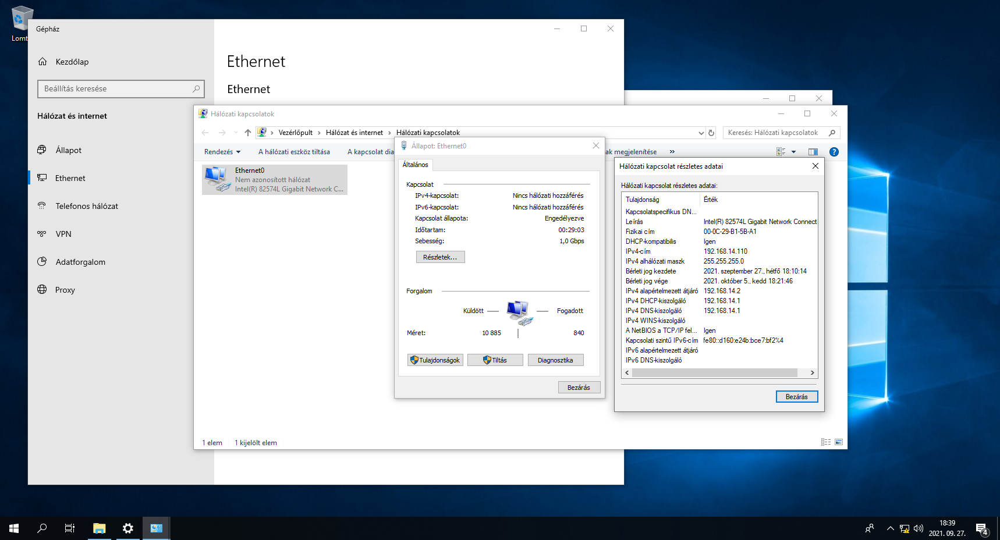 Lomt
Gépház
Kezdőlap
Beállítás keresése
Hálózat és internet
Állapot
Ethernet
Telefonos hálózat
VPN
Adatforgalom
Proxy
Ethernet
Ethernet
Hálózati kapcsolatok
Vezérlőpult › Hálózat és internet › Hálózati kapcsolatok
Keresés: Hálózati kapcsolatok
Rendezés
A hálózati eszköz tiltása
A kapcsolat dia
ak megjelenítése
»
Ethernet0
Nem azonosított hálózat
Intel(R) 82574L Gigabit Network C...
1 elem
1 kijelölt elem
Állapot: Ethernet0
Általános
Kapcsolat
IPv4-kapcsolat: Nincs hálózati hozzáférés
IPv6-kapcsolat: Nincs hálózati hozzáférés
Kapcsolat állapota: Engedélyezve
Időtartam: 00:29:03
Sebesség: 1,0 Gbps
Részletek...
Forgalom
Küldött — — Fogadott
Méret: 10 885 840
Tulajdonságok
Tiltás
Diagnosztika
Bezárás
Hálózati kapcsolat részletes adatai
Hálózati kapcsolat részletes adatai:
Tulajdonság Érték
Kapcsolatspecifikus DN...
Leírás Intel(R) 82574L Gigabit Network Connect
Fizikai cím 00-0C-29-B1-5B-A1
DHCP-kompatibilis Igen
IPv4-cím 192.168.14.110
IPv4 alhálózati maszk 255.255.255.0
Bérleti jog kezdete 2021. szeptember 27., hétfő 18:10:14
Bérleti jog vége 2021. október 5., kedd 18:21:46
IPv4 alapértelmezett átjáró 192.168.14.2
IPv4 DHCP-kiszolgáló 192.168.14.1
IPv4 DNS-kiszolgáló 192.168.14.1
IPv4 WINS-kiszolgáló
A NetBIOS a TCP/IP fel... Igen
Kapcsolati szintű IPv6-cím fe80::d160:e24b:bce7:bf2%4
IPv6 alapértelmezett átjáró
IPv6 DNS-kiszolgáló
Bezárás
18:39
2021. 09. 27.
4